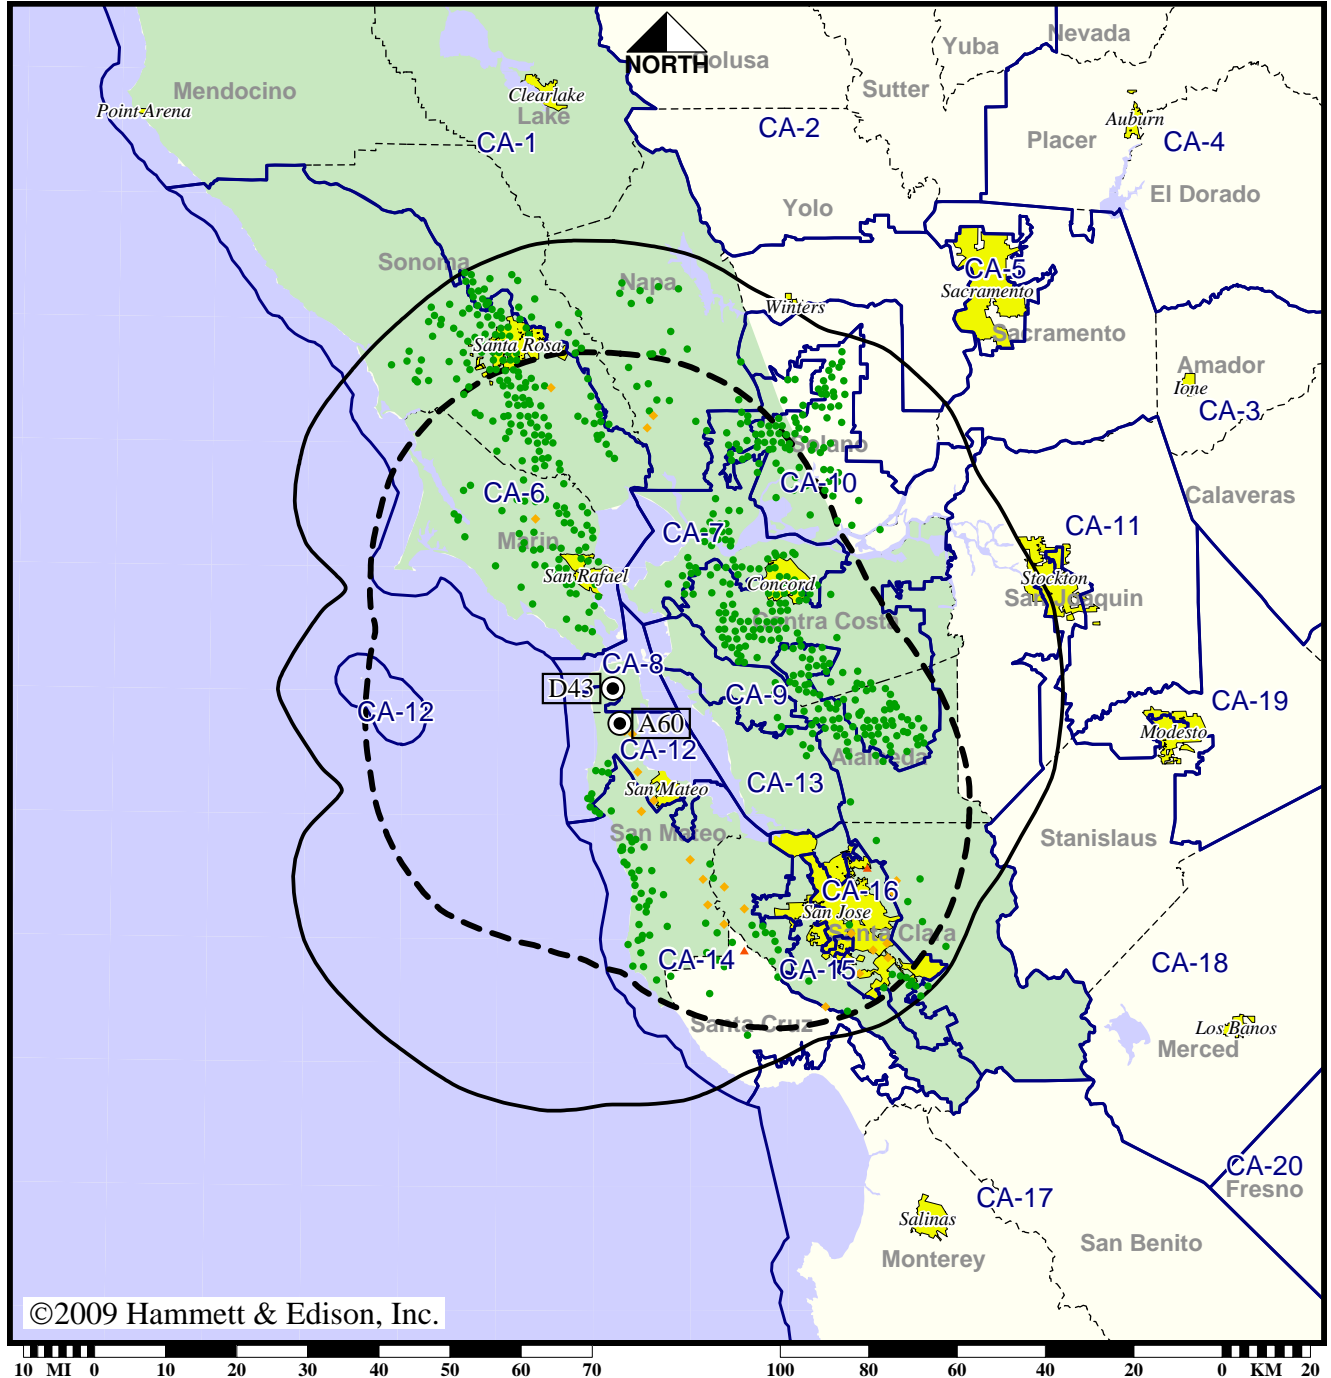 Nevada
Yuba
olusa
NORTH
Sutter
Mendocino
Clearlake
Point Arena
Lake
Auburn
CA-2
Placer
CA-4
CA-1
El Dorado
Yolo
Sonoma
CA-5
Napa
Sacramento
Winters
Sacramento
Santa Rosa
Amador
Ione
CA-3
Solano
CA-10
CA-6
Calaveras
CA-11
CA-7
Marin
San Rafael
Concord
Stockton
San Joaquin
Contra Costa
CA-8
D43
CA-9
CA-19
CA-12
A60
Modesto
CA-12
Alameda
CA-13
San Mateo
San Mateo
Stanislaus
CA-16
San Jose
Santa Clara
CA-14
CA-15
CA-18
Santa Cruz
Los Banos
Merced
CA-20
Fresno
CA-17
Salinas
Monterey
San Benito
©2009 Hammett & Edison, Inc.
10 MI 0 10 20 30 40 50 60 70 100 80 60 40 20 0 KM 20